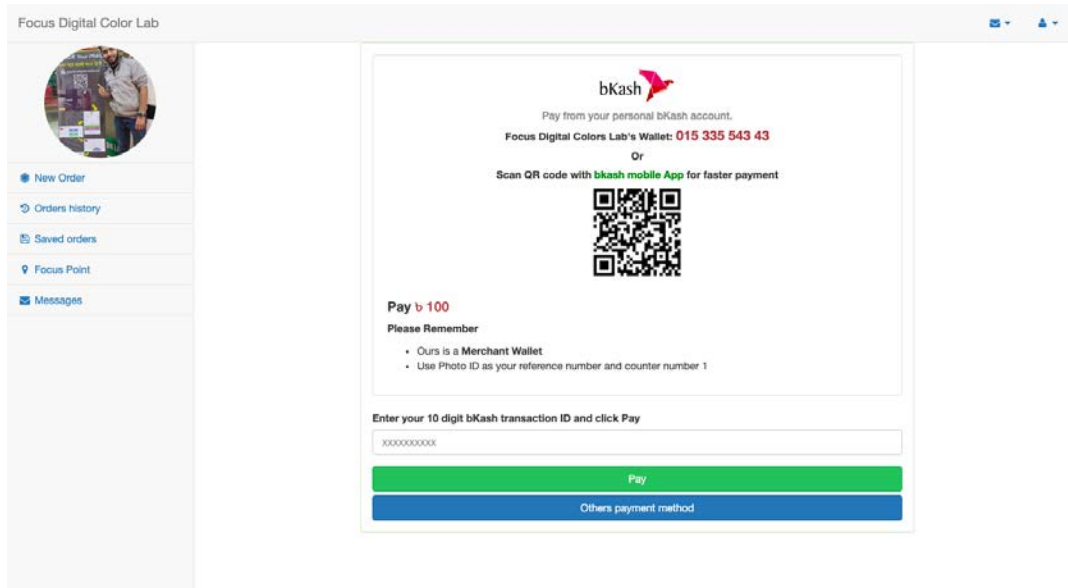 Focus Digital Color Lab
New Order
Orders history
Saved orders
Focus Point
Messages
bKash
Pay from your personal bKash account.
Focus Digital Colors Lab's Wallet: 015 335 543 43
Or
Scan QR code with bkash mobile App for faster payment
Pay ৳ 100
Please Remember
• Ours is a Merchant Wallet
• Use Photo ID as your reference number and counter number 1
Enter your 10 digit bKash transaction ID and click Pay
xxxxxxxxxx
Pay
Others payment method